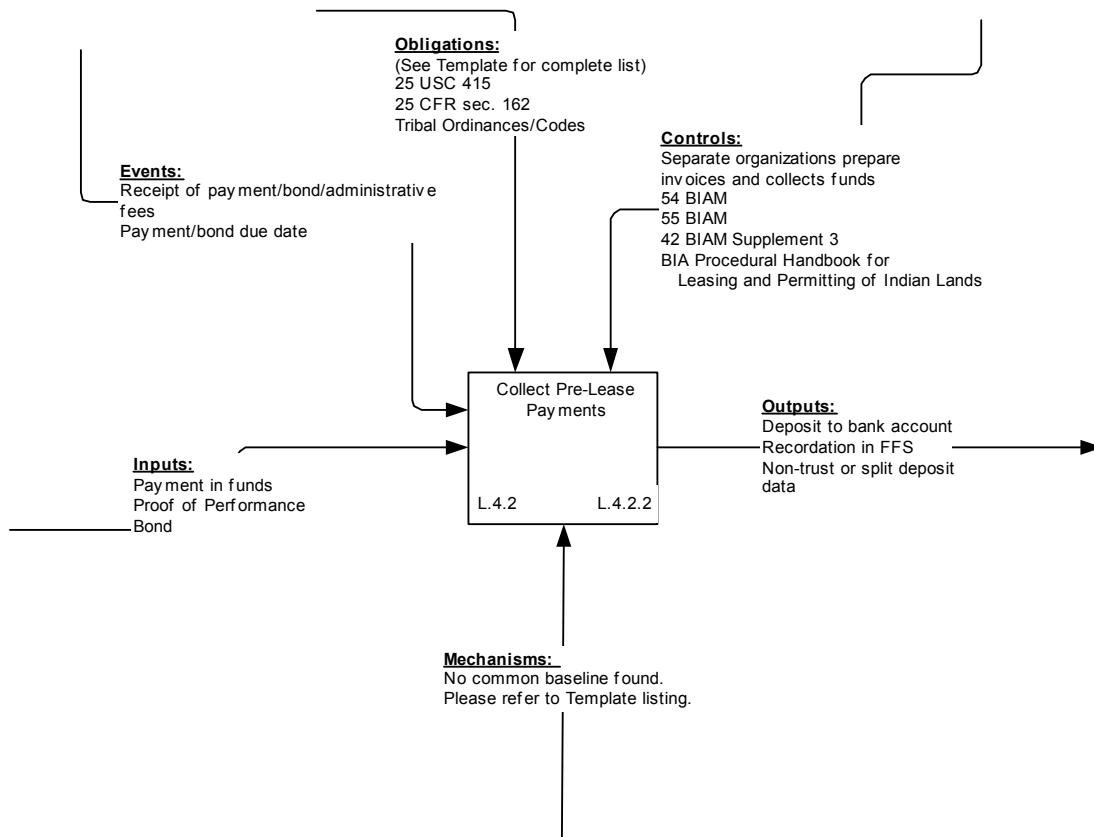 Obligations:
(See Template for complete list)
25 USC 415
25 CFR sec. 162
Tribal Ordinances/Codes
Controls:
Separate organizations prepare
invoices and collects funds
54 BIAM
55 BIAM
42 BIAM Supplement 3
BIA Procedural Handbook for
Leasing and Permitting of Indian Lands
Events:
Receipt of payment/bond/administrative
fees
Payment/bond due date
Collect Pre-Lease
Payments
L.4.2 L.4.2.2
Outputs:
Deposit to bank account
Recordation in FFS
Non-trust or split deposit
data
Inputs:
Payment in funds
Proof of Performance
Bond
Mechanisms:
No common baseline found.
Please refer to Template listing.